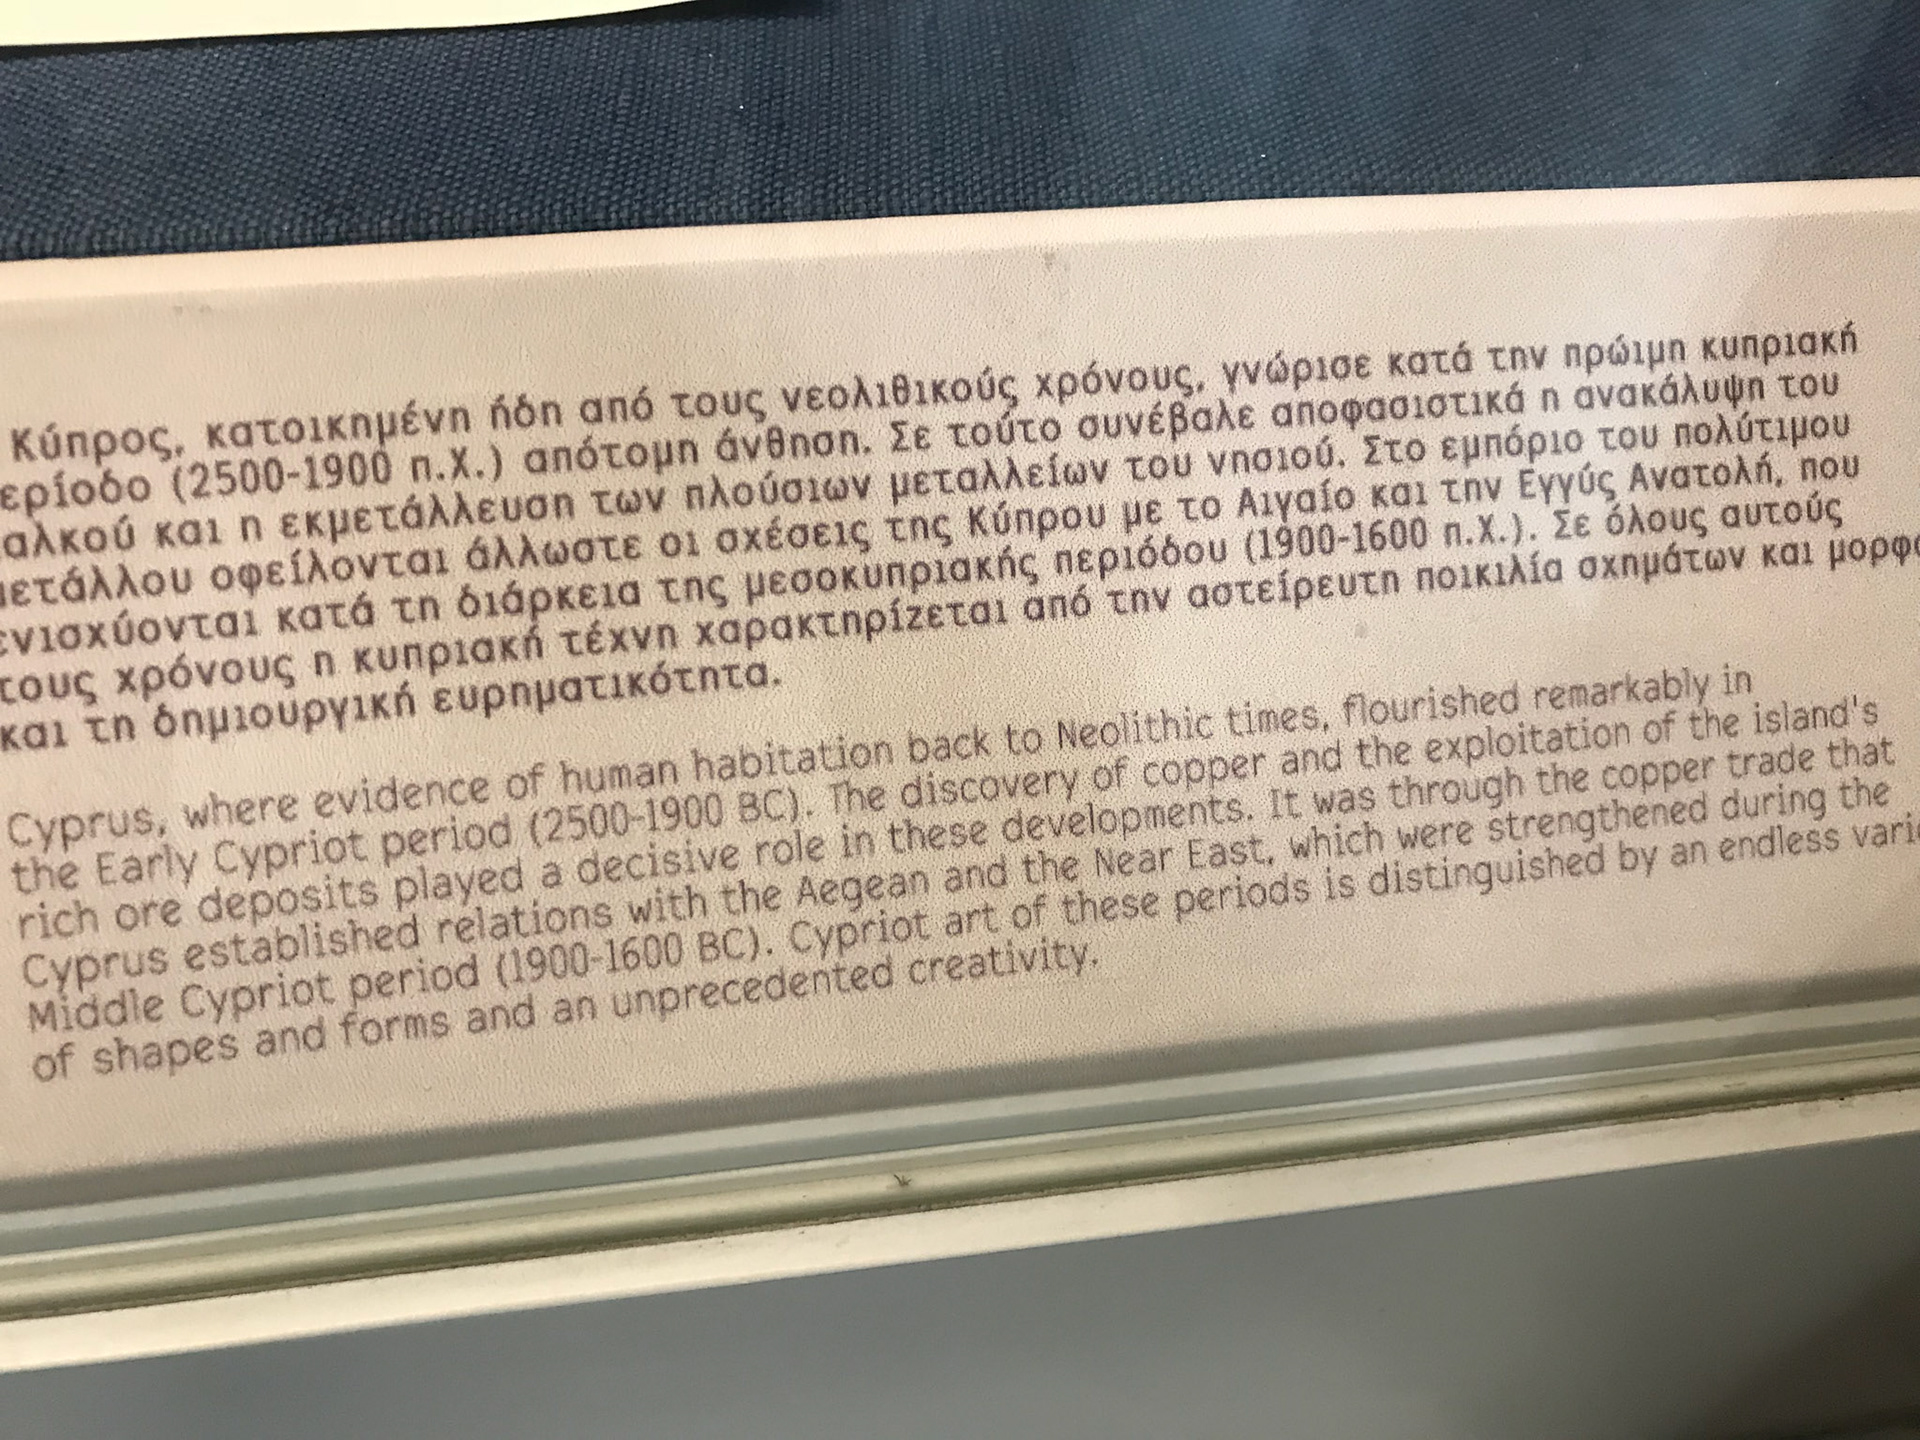 Κύπρος, κατοικημένη ήδη από τους νεολιθικούς χρόνους, γνώρισε κατά την πρώιμη κυπριακή
ερίοδο (2500-1900 π.Χ.) απότομη άνθηση. Σε τούτο συνέβαλε αποφασιστικά η ανακάλυψη του
αλκού και η εκμετάλλευση των πλούσιων μεταλλείων του νησιού. Στο εμπόριο του πολύτιμου
μετάλλου οφείλονται άλλωστε οι σχέσεις της Κύπρου με το Αιγαίο και την Εγγύς Ανατολή, που
ενισχύονται κατά τη διάρκεια της μεσοκυπριακής περιόδου (1900-1600 π.Χ.). Σε όλους αυτούς
τους χρόνους η κυπριακή τέχνη χαρακτηρίζεται από την αστείρευτη ποικιλία σχημάτων και μορφώ
και τη δημιουργική ευρηματικότητα.
Cyprus, where evidence of human habitation back to Neolithic times, flourished remarkably in
the Early Cypriot period (2500-1900 BC). The discovery of copper and the exploitation of the island's
rich ore deposits played a decisive role in these developments. It was through the copper trade that
Cyprus established relations with the Aegean and the Near East, which were strengthened during the
Middle Cypriot period (1900-1600 BC). Cypriot art of these periods is distinguished by an endless varie
of shapes and forms and an unprecedented creativity.